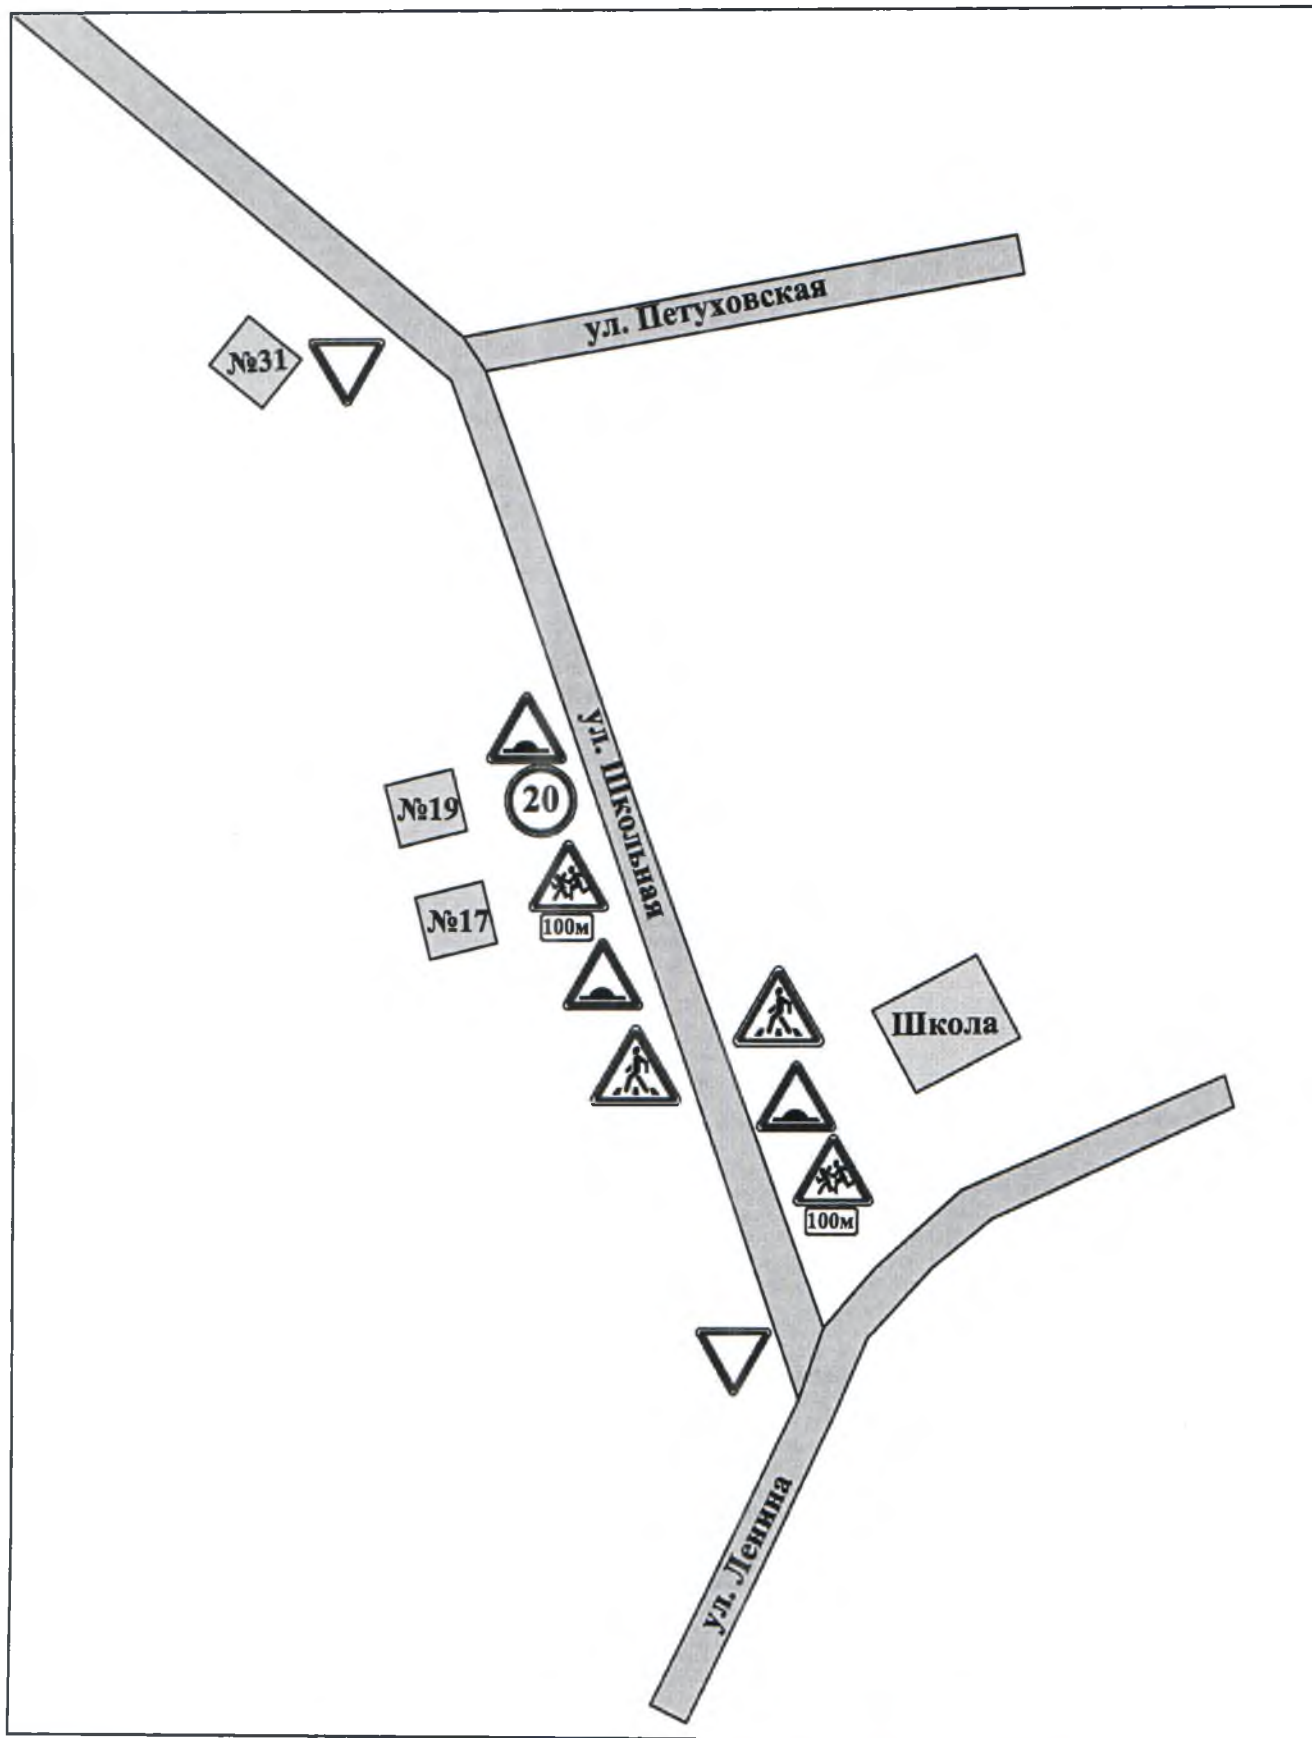 ул. Петуховская
№31
ул. Школьная
№19
20
№17
100м
Школа
100м
ул. Ленина